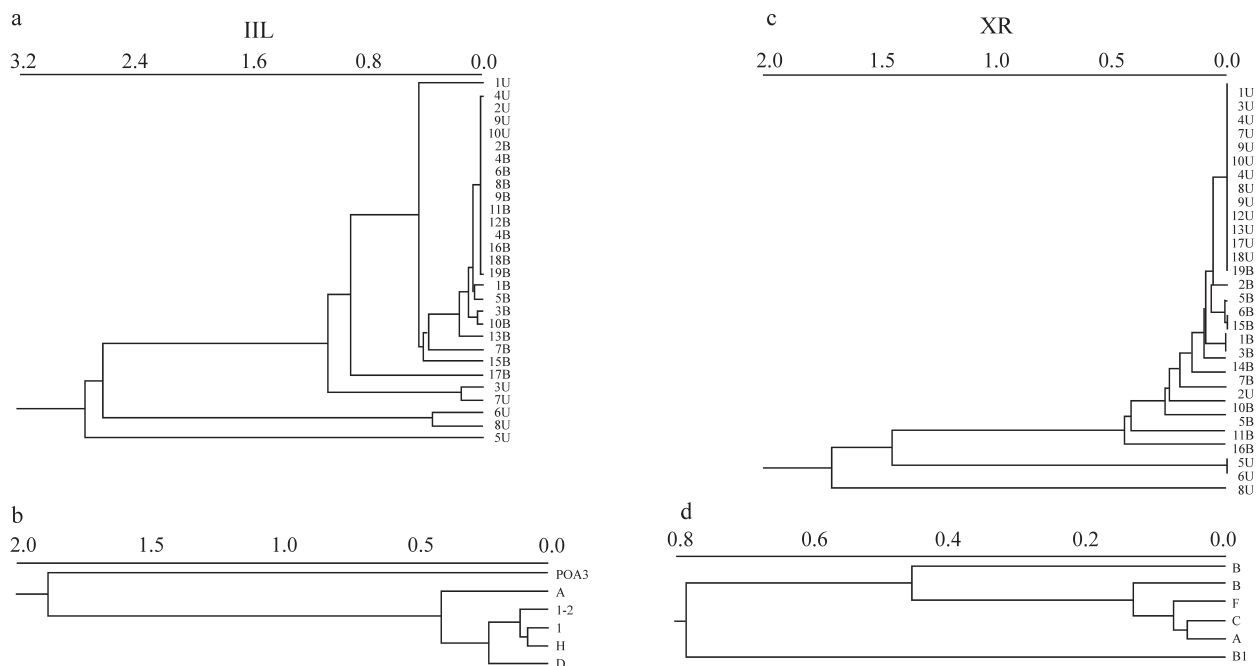 a
IIL
3.2 2.4 1.6 0.8 0.0
1U
4U
2U
9U
10U
2B
4B
6B
8B
9B
11B
12B
4B
16B
18B
19B
1B
5B
3B
10B
13B
7B
15B
17B
3U
7U
6U
8U
5U
b
2.0 1.5 1.0 0.5 0.0
POA3
A
1-2
1
H
D
c
XR
2.0 1.5 1.0 0.5 0.0
1U
3U
4U
7U
9U
10U
4U
8U
9U
12U
13U
17U
18U
19B
2B
5B
6B
15B
1B
3B
14B
7B
2U
10B
5B
11B
16B
5U
6U
8U
d
0.8 0.6 0.4 0.2 0.0
B
B
F
C
A
B1